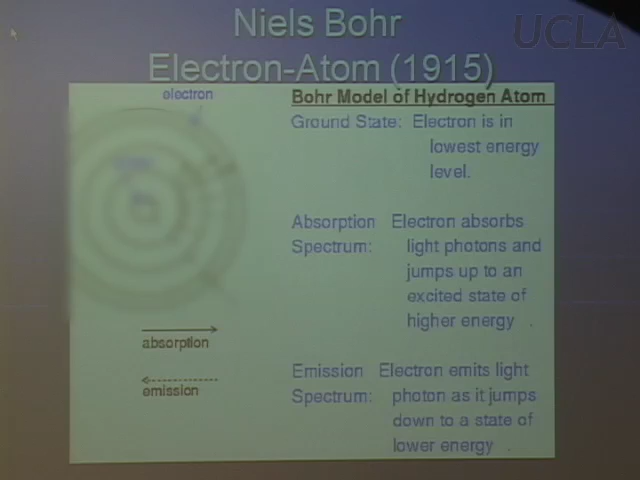 Niels Bohr
UCLA
Electron-Atom (1915)
electron
Bohr Model of Hydrogen Atom
Ground State: Electron is in
lowest energy
level.
Absorption Electron absorbs
Spectrum: light photons and
jumps up to an
excited state of
higher energy .
absorption
Emission Electron emits light
emission
Spectrum: photon as it jumps
down to a state of
lower energy .